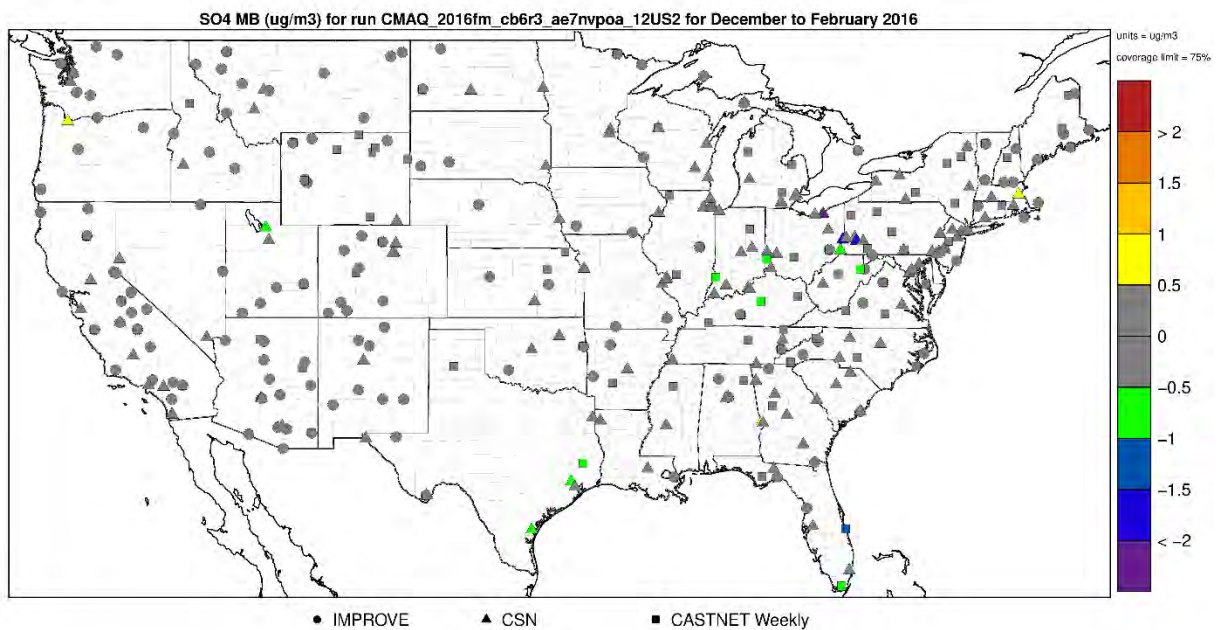 SO4 MB (ug/m3) for run CMAQ_2016fm_cb6r3_ae7nvpoa_12US2 for December to February 2016
units = ug/m3
coverage limit = 75%
> 2
1.5
1
0.5
0
−0.5
−1
−1.5
< −2
IMPROVE
CSN
CASTNET Weekly